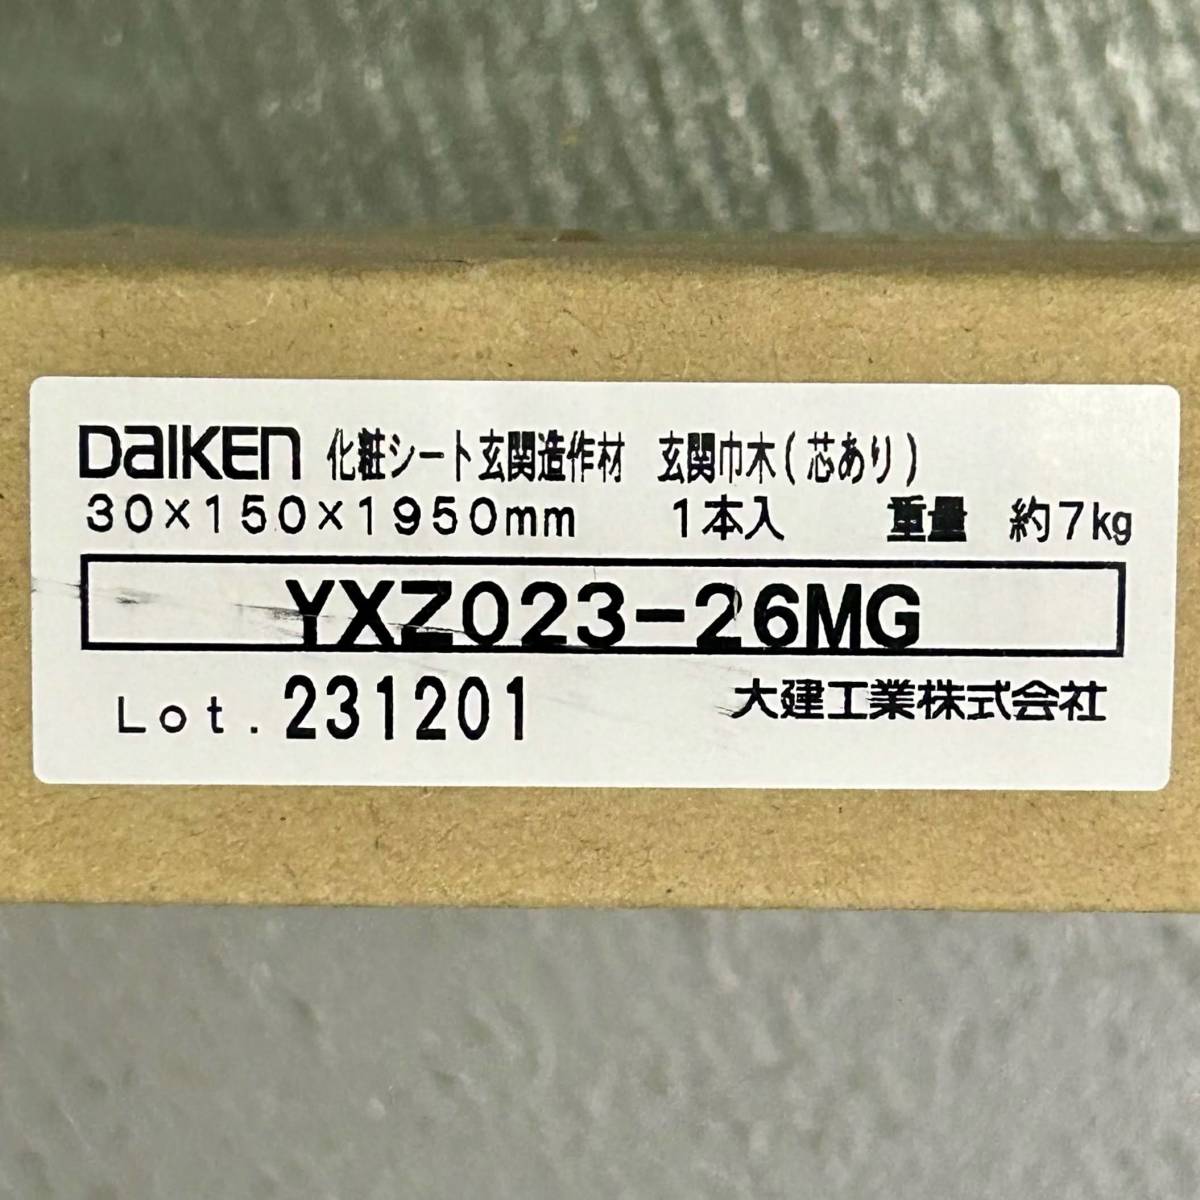 DAIKEN 化粧シート玄関造作材 玄関巾木(芯あり)
30×150×1950mm 1本入 重量 約7kg
YXZ023-26MG
Lot. 231201 大建工業株式会社